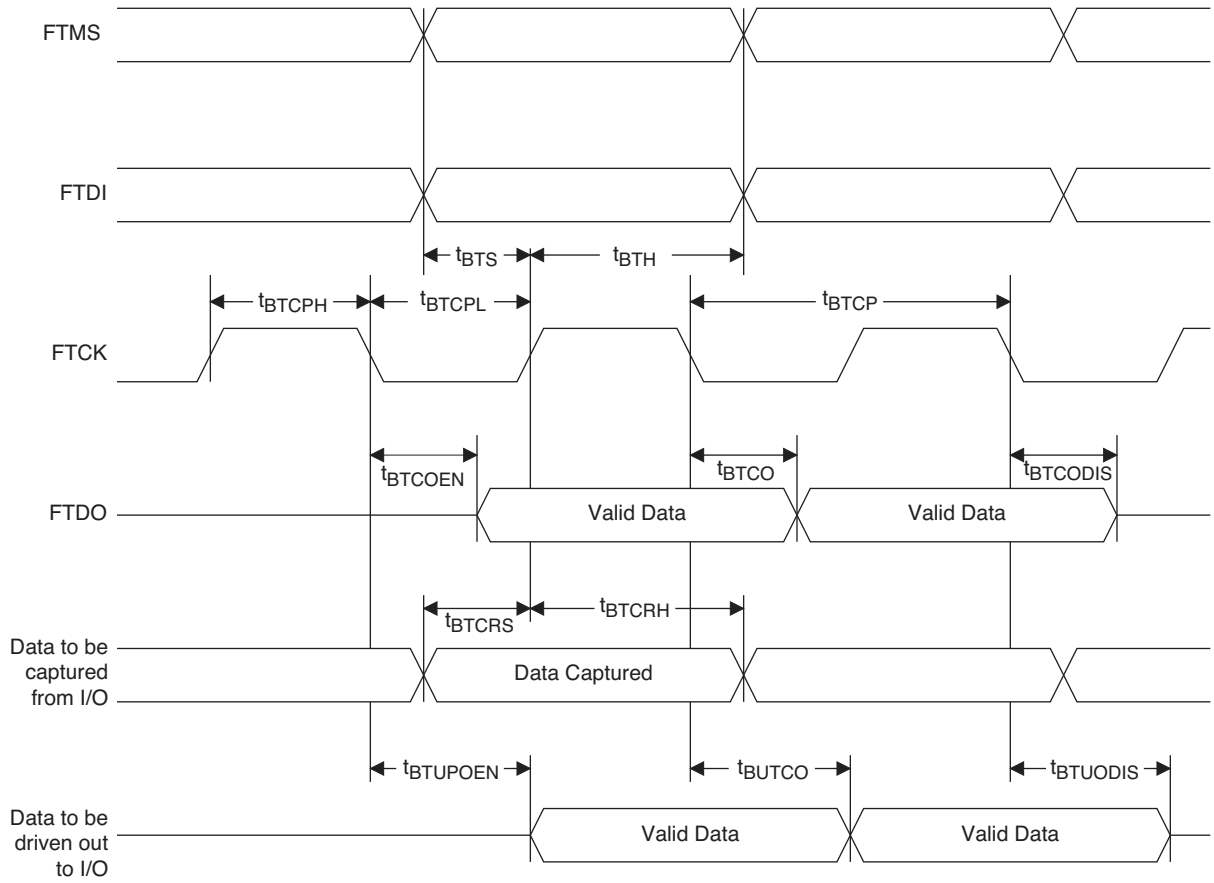 FTMS
FTDI
tBTS
tBTH
tBTCPH
tBTCPL
tBTCP
FTCK
tBTCOEN
tBTCO
tBTCODIS
FTDO
Valid Data
Valid Data
tBTCRS
tBTCRH
Data to be
captured
from I/O
Data Captured
tBTUPOEN
tBUTCO
tBTUODIS
Data to be
driven out
to I/O
Valid Data
Valid Data